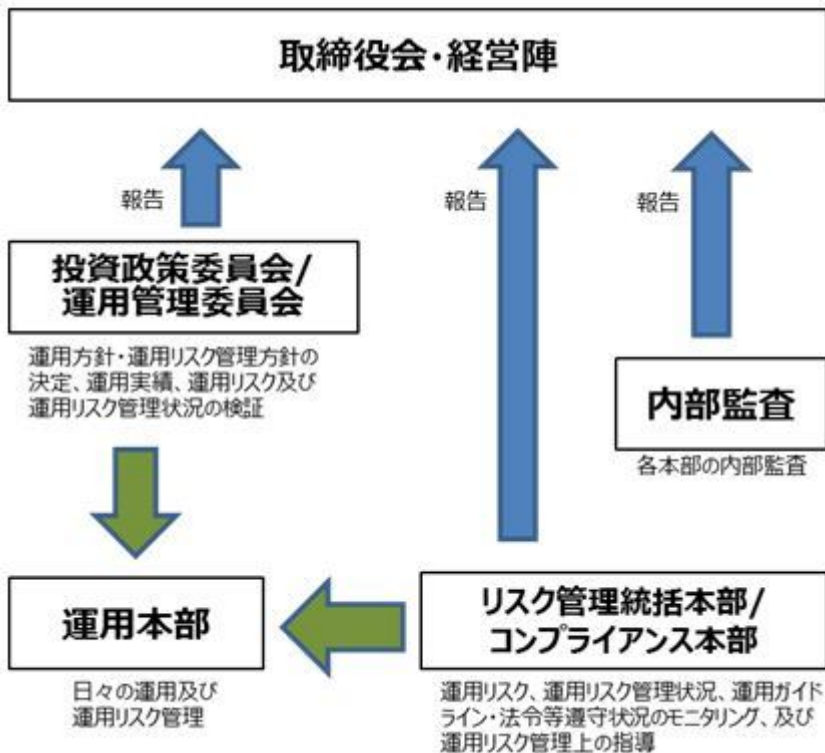 取締役会・経営陣
報告
報告
報告
投資政策委員会/
運用管理委員会
運用方針・運用リスク管理方針の
決定、運用実績、運用リスク及び
運用リスク管理状況の検証
内部監査
各本部の内部監査
運用本部
日々の運用及び
運用リスク管理
リスク管理統括本部/
コンプライアンス本部
運用リスク、運用リスク管理状況、運用ガイド
ライン・法令等遵守状況のモニタリング、及び
運用リスク管理上の指導